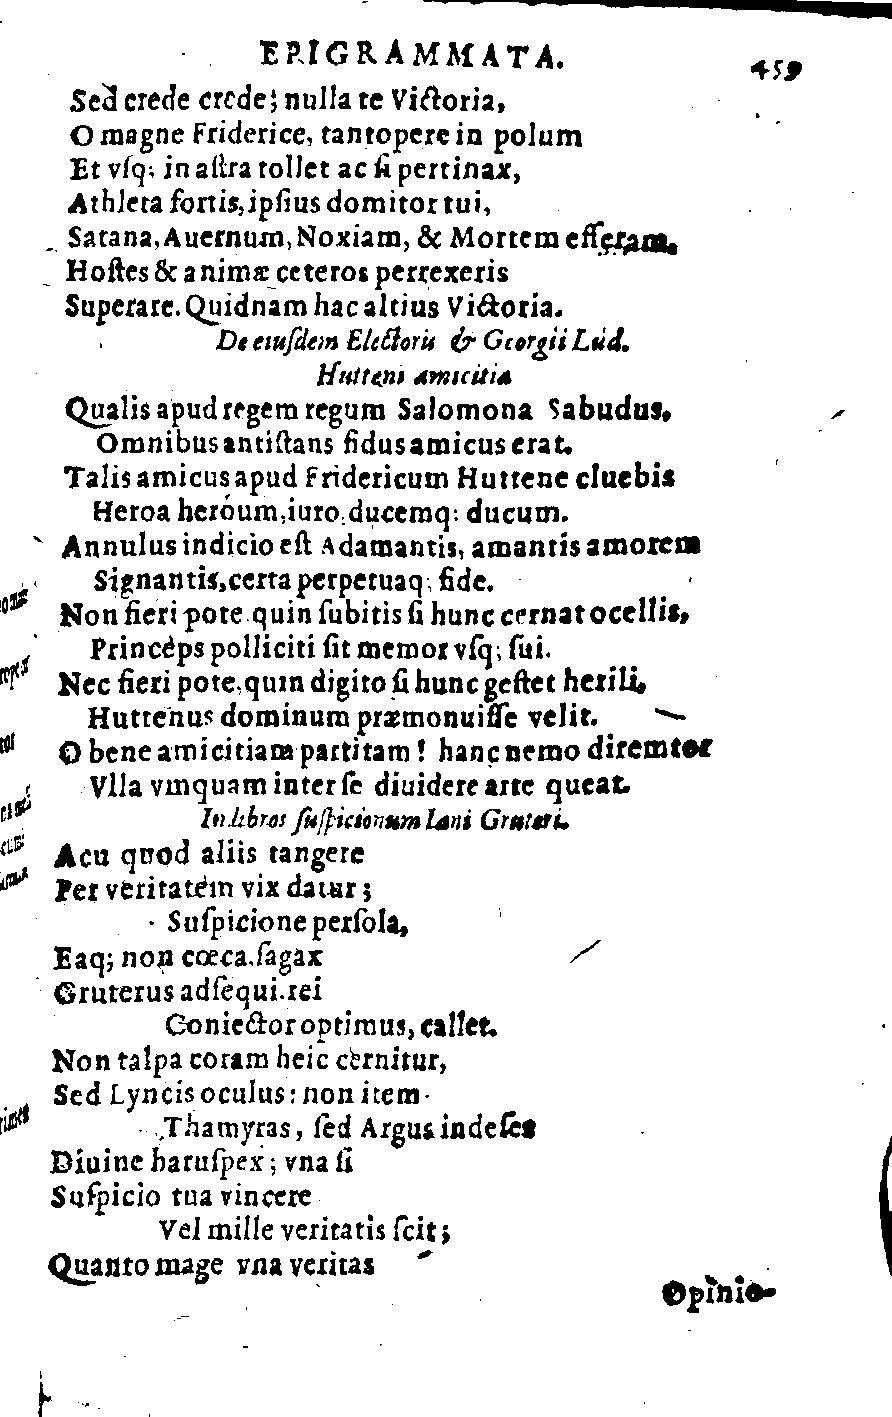 EPIGRAMMATA. 459
Sed crede crede; nulla te Victoria,
O magne Friderice, tantopere in polum
Et vſq; in aſtra tollet ac ſi pertinax,
Athleta fortis, ipſius domitor tui,
Satana, Auernum, Noxiam, & Mortem efferam,
Hoſtes & animæ ceteros perrexeris
Superare. Quidnam hac altius Victoria.
De eiuſdem Electoris & Georgii Lud.
Hutteni amicitia
Qualis apud regem regum Salomona Sabudus,
Omnibus antiſtans fidus amicus erat.
Talis amicus apud Fridericum Huttene cluebis
Heroa heróum, iuro, ducemq: ducum.
Annulus indicio eſt Adamantis, amantis amorem
Signantis, certa perpetuaq; fide.
Non fieri pote quin ſubitis ſi hunc cernat ocellis,
Princeps polliciti ſit memor vſq; ſui.
Nec fieri pote, quin digito ſi hunc geſtet herili,
Huttenus dominum præmonuiſſe velit.
O bene amicitiam partitam! hanc nemo diremtor
Vlla vmquam inter ſe diuidere arte queat.
In libros ſuſpicionum Iani Gruteri.
Acu quod aliis tangere
Per veritatem vix datur;
Suſpicione perſola,
Eaq; non cœca, ſagax
Gruterus adſequi rei
Coniector optimus, callet.
Non talpa coram heic cernitur,
Sed Lyncis oculus: non item
Thamyras, ſed Argus indeſes
Diuine haruſpex; vna ſi
Suſpicio tua vincere
Vel mille veritatis ſcit;
Quanto mage vna veritas
Opinio-